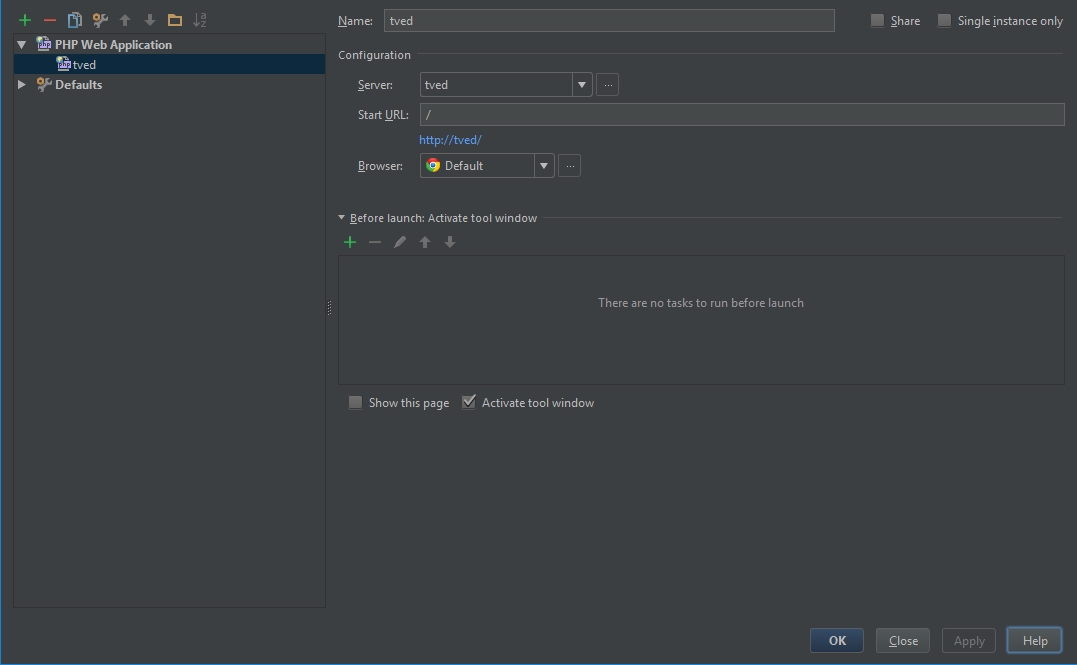 Name: tved Share Single instance only
PHP Web Application
tved
Defaults
Configuration
Server: tved ...
Start URL: /
http://tved/
Browser: Default ...
Before launch: Activate tool window
There are no tasks to run before launch
Show this page Activate tool window
OK Close Apply Help